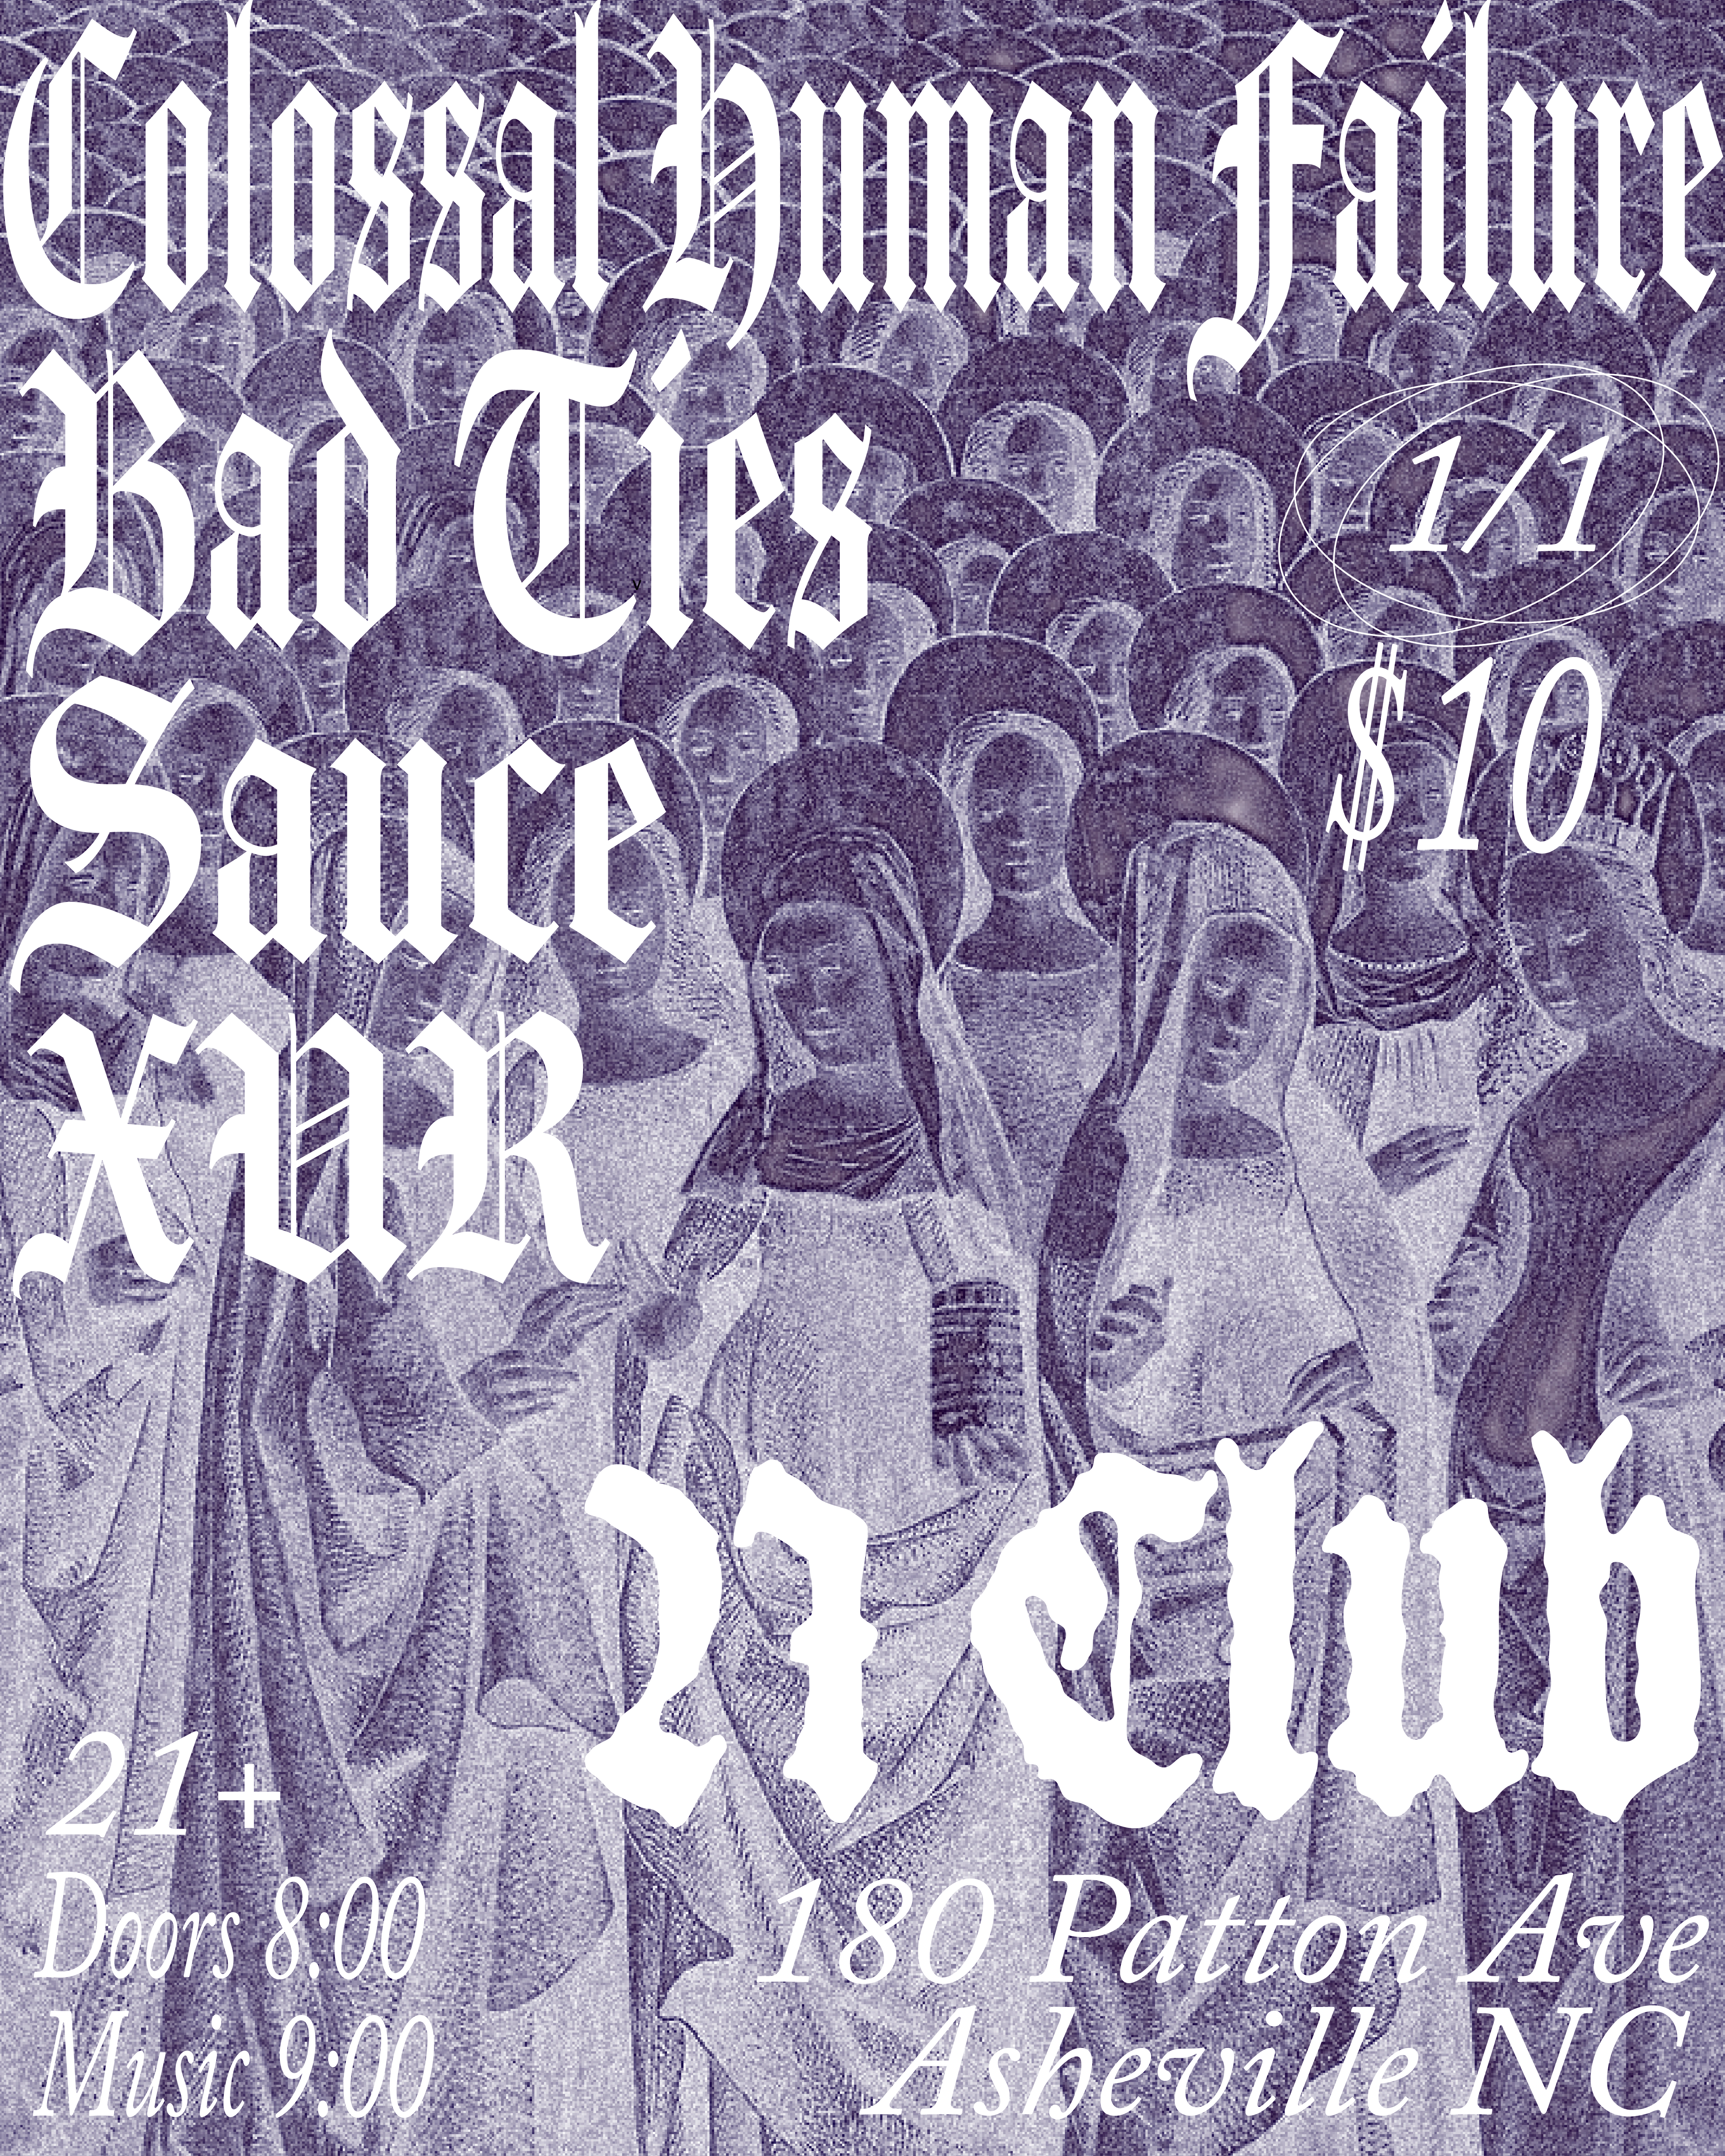 Colossal Human Failure
Bad Ties
1/1
$10
Sauce
XUR
27 Club
21+
Doors 8:00
Music 9:00
180 Patton Ave
Asheville NC